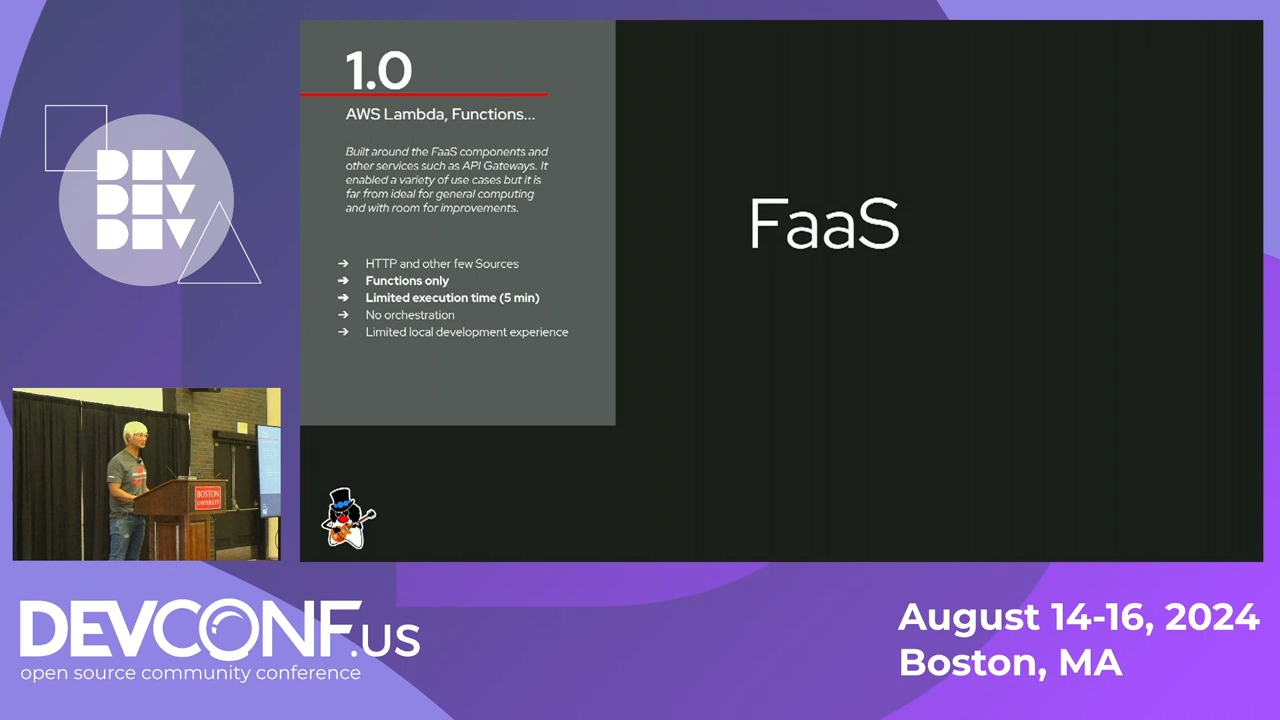 DEV
DEV
DEV
1.0
AWS Lambda, Functions...
Built around the FaaS components and
other services such as API Gateways. It
enabled a variety of use cases but it is
far from ideal for general computing
and with room for improvements.
➔ HTTP and other few Sources
➔ Functions only
➔ Limited execution time (5 min)
➔ No orchestration
➔ Limited local development experience
FaaS
BOSTON
UNIVERSITY
DEVCONF.US
open source community conference
August 14-16, 2024
Boston, MA